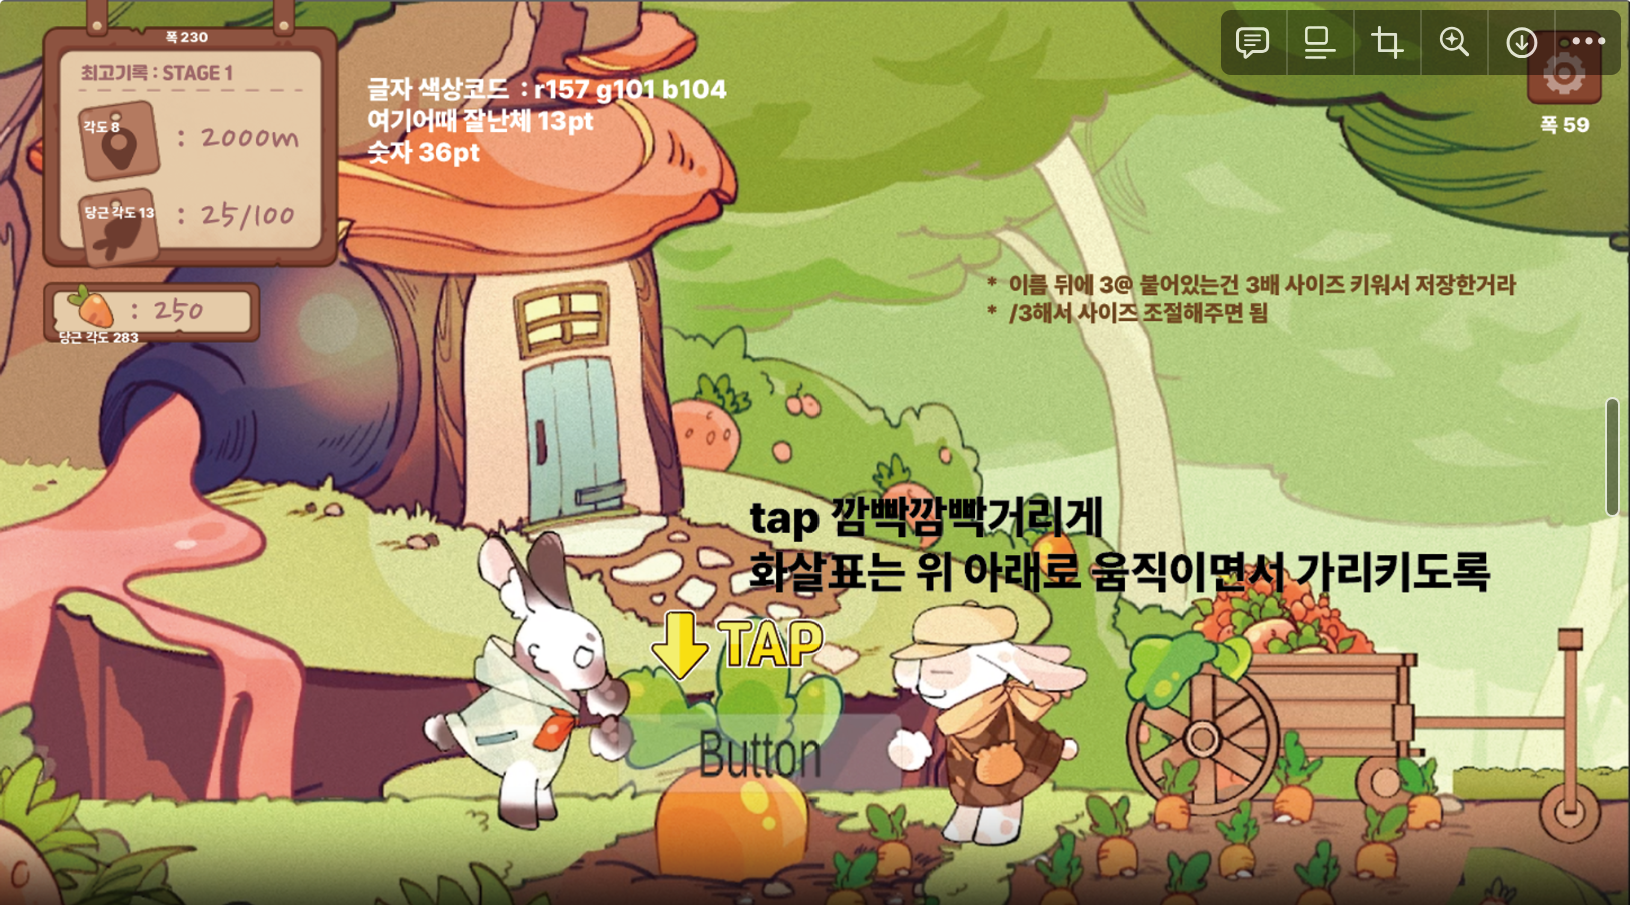 폭 230
최고기록 : STAGE 1
각도 8
: 2000m
당근 각도 13
: 25/100
: 250
당근 각도 283
글자 색상코드 : r157 g101 b104
여기어때 잘난체 13pt
숫자 36pt
폭 59
* 이름 뒤에 3@ 붙어있는건 3배 사이즈 키워서 저장한거라
* /3해서 사이즈 조절해주면 됨
tap 깜빡깜빡거리게
화살표는 위 아래로 움직이면서 가리키도록
TAP
Button